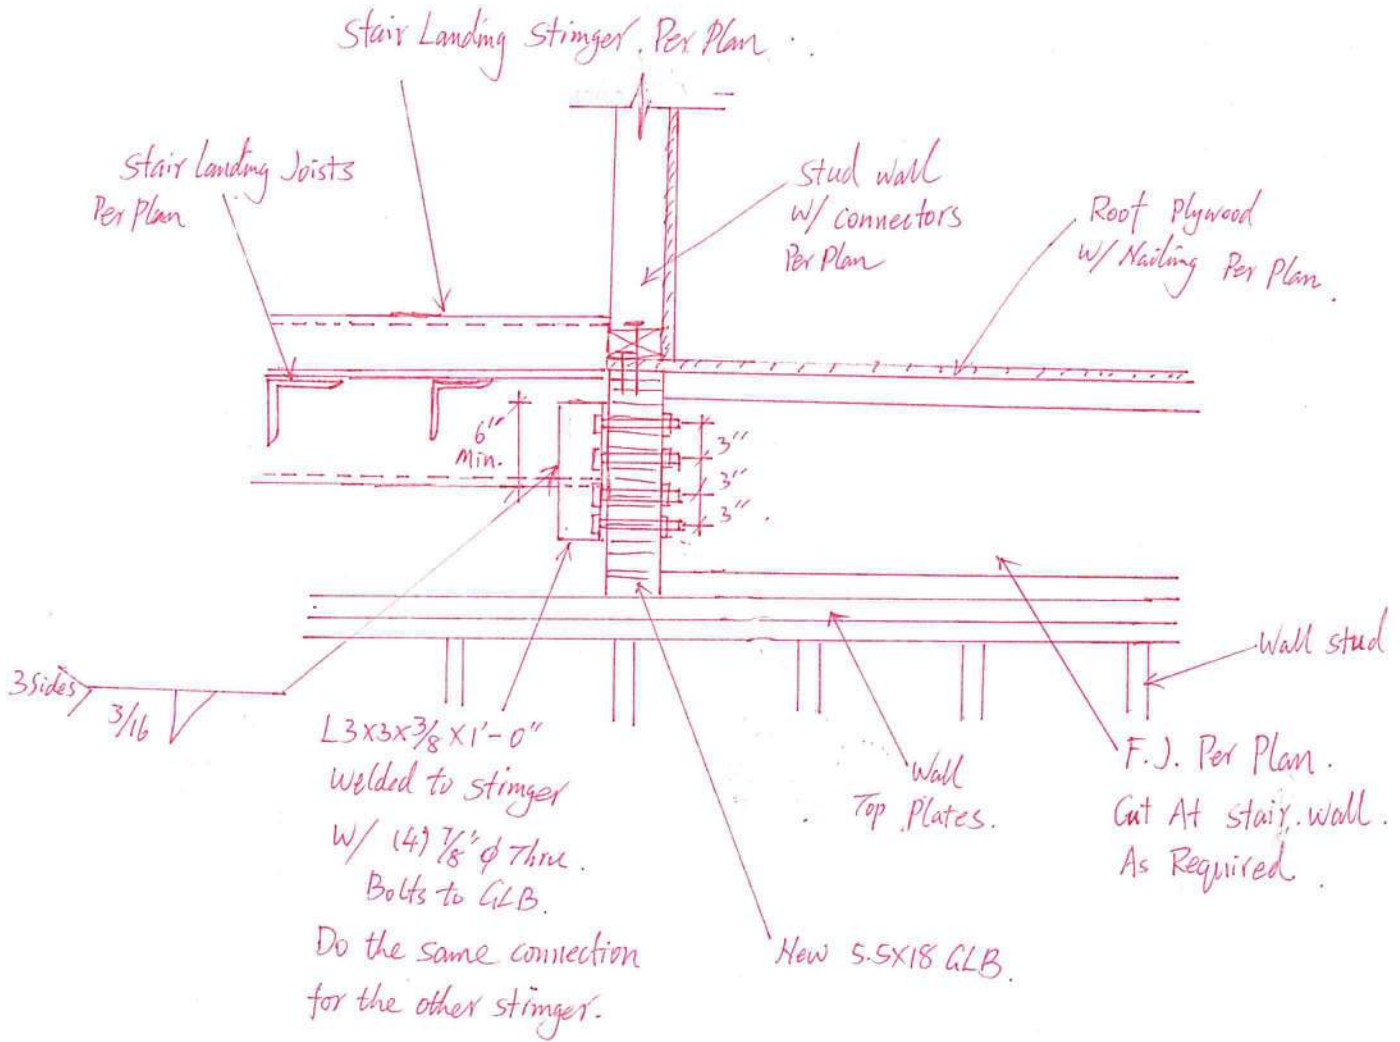 Stair Landing Stimger. Per Plan.
Stair Landing Joists
Per Plan
Stud wall
w/ connectors
Per Plan
Roof Plywood
w/ Nailing Per Plan.
6"
Min.
3"
3"
3"
3 Sides
3/16
L3x3x3/8 x 1'-0"
Welded to stimger
W/ (4) 7/8" φ Thru.
Bolts to GLB.
Do the same connection
for the other stimger.
New 5.5x18 GLB.
Wall
Top Plates.
Wall stud
F.J. Per Plan.
Cut At stair wall.
As Required.